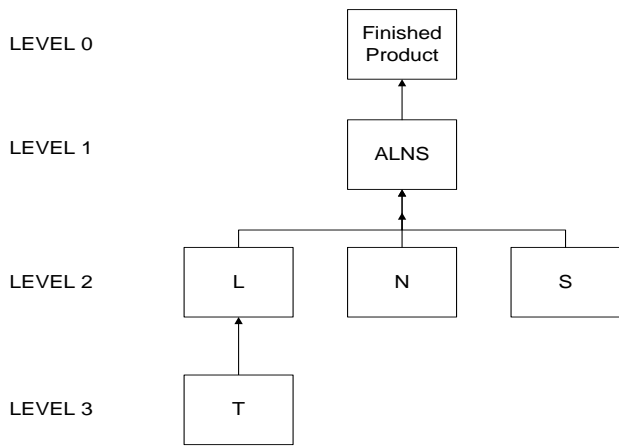 LEVEL 0
Finished
Product
LEVEL 1
ALNS
LEVEL 2
L
N
S
LEVEL 3
T